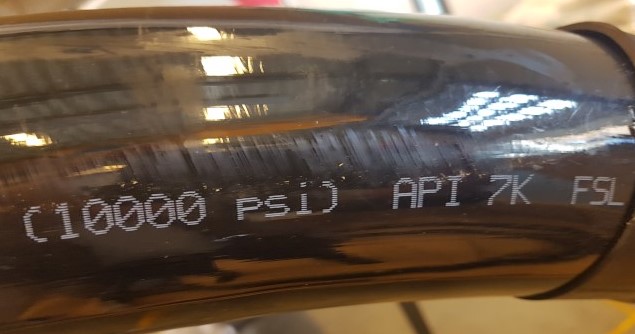 (10000 psi) API 7K FSL